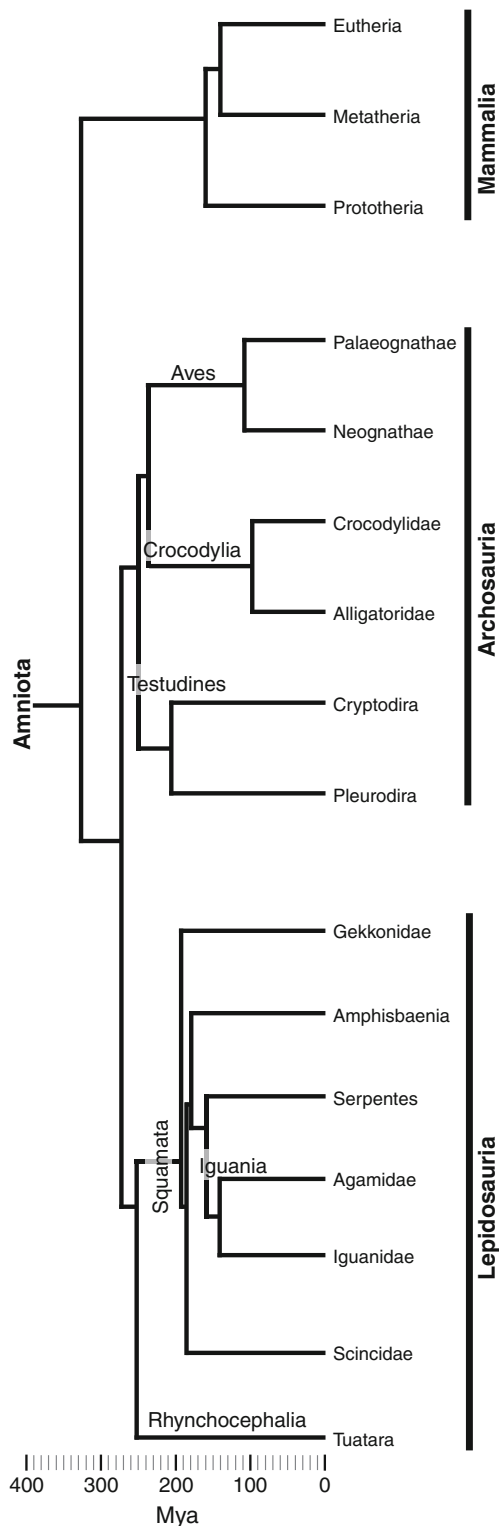 Eutheria
Metatheria
Prototheria
Mammalia
Palaeognathae
Aves
Neognathae
Crocodylidae
Crocodylia
Alligatoridae
Archosauria
Testudines
Cryptodira
Pleurodira
Amniota
Gekkonidae
Amphisbaenia
Serpentes
Squamata
Iguania
Agamidae
Iguanidae
Lepidosauria
Scincidae
Rhynchocephalia
Tuatara
400 300 200 100 0
Mya